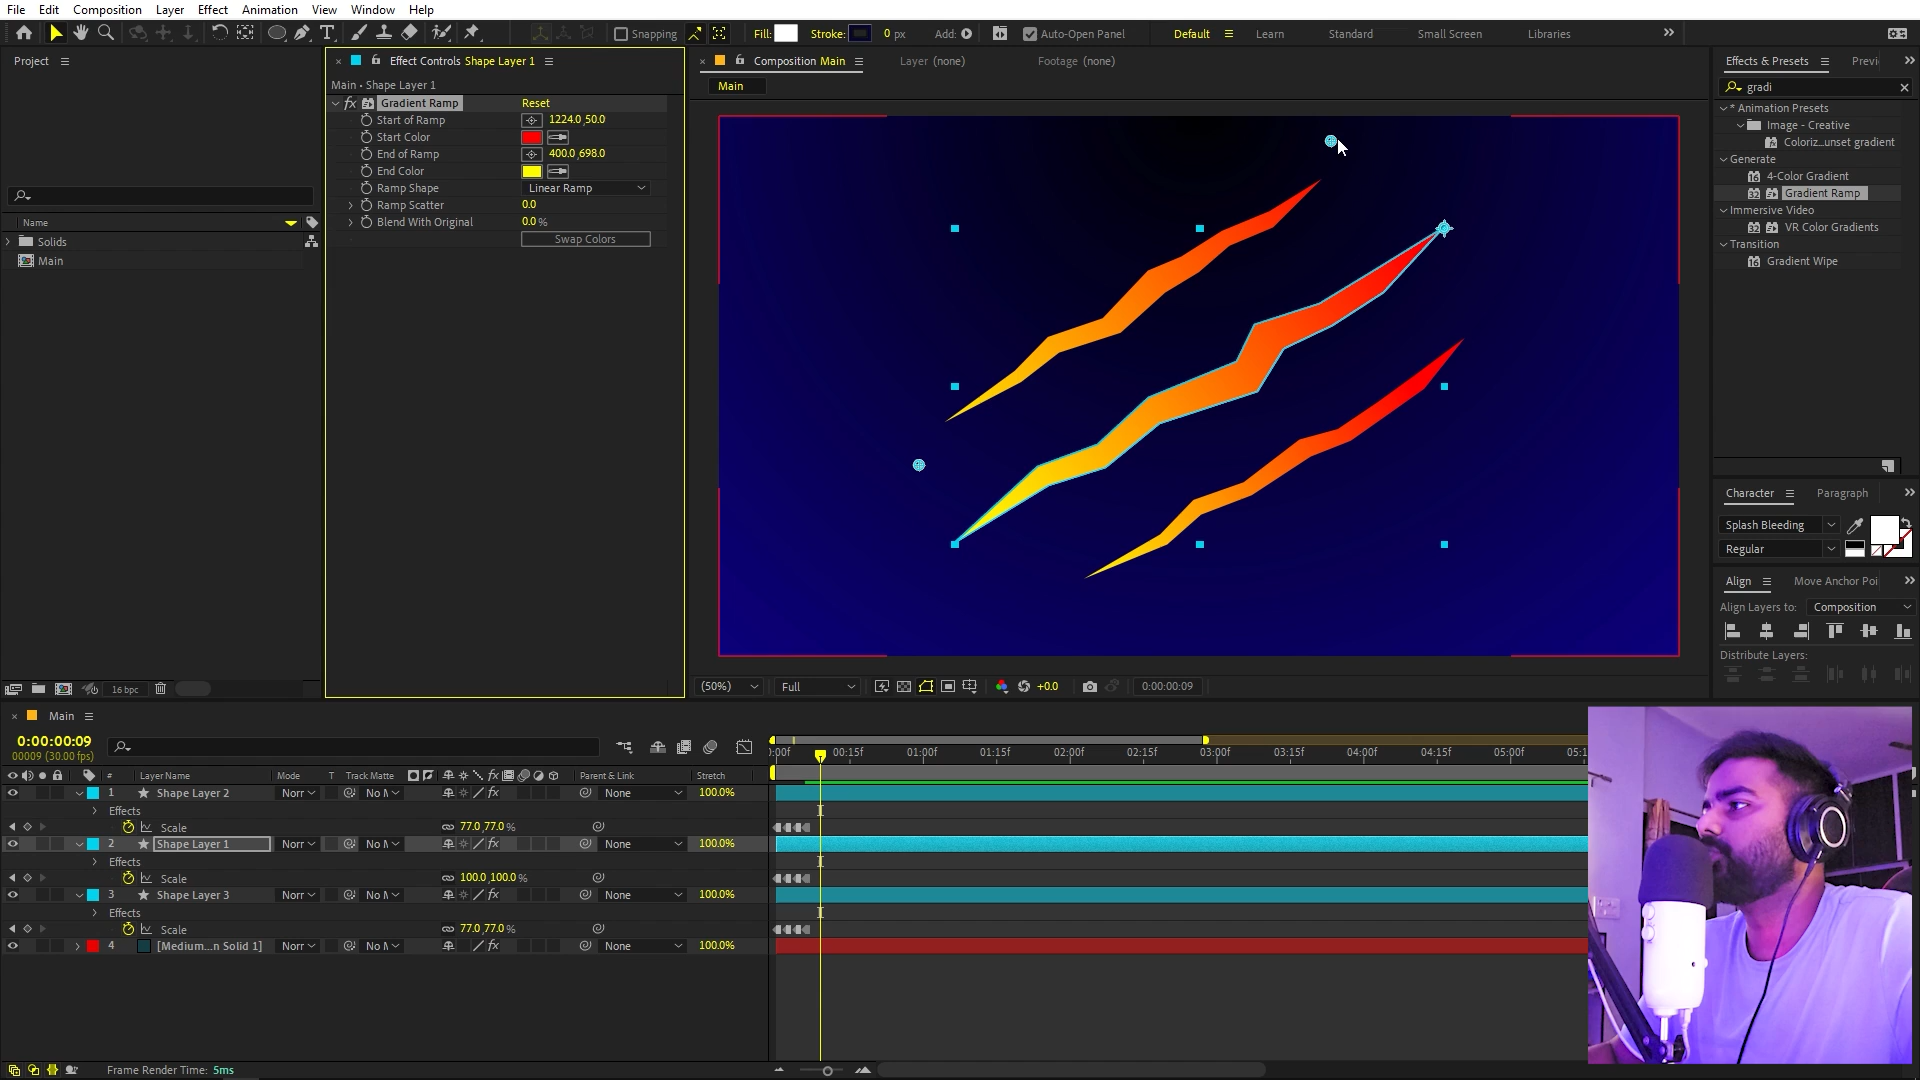 File Edit Composition Layer Effect Animation View Window Help
Snapping
Fill: Stroke: 0 px Add: Auto-Open Panel
Default Learn Standard Small Screen Libraries
Project
Name
Solids
Main
16 bpc
Effect Controls Shape Layer 1
Main • Shape Layer 1
Gradient Ramp Reset
Start of Ramp 1224.0,50.0
Start Color
End of Ramp 400.0,698.0
End Color
Ramp Shape Linear Ramp
Ramp Scatter 0.0
Blend With Original 0.0 %
Swap Colors
Composition Main
Layer (none)
Footage (none)
Main
(50%) Full +0.0 0:00:00:09
Effects & Presets Previ
gradi
* Animation Presets
Image - Creative
Coloriz...unset gradient
Generate
4-Color Gradient
Gradient Ramp
Immersive Video
VR Color Gradients
Transition
Gradient Wipe
Character Paragraph
Splash Bleeding
Regular
Align Move Anchor Poi
Align Layers to: Composition
Distribute Layers:
Main
0:00:00:09
00009 (30.00 fps)
# Layer Name Mode T Track Matte Parent & Link Stretch
:00f 00:15f 01:00f 01:15f 02:00f 02:15f 03:00f 03:15f 04:00f 04:15f 05:00f 05:1
1 Shape Layer 2 Norr No M None 100.0%
Effects
Scale 77.0,77.0 %
2 Shape Layer 1 Norr No M None 100.0%
Effects
Scale 100.0,100.0 %
3 Shape Layer 3 Norr No M None 100.0%
Effects
Scale 77.0,77.0 %
4 [Medium...n Solid 1] Norr No M None 100.0%
Frame Render Time: 5ms